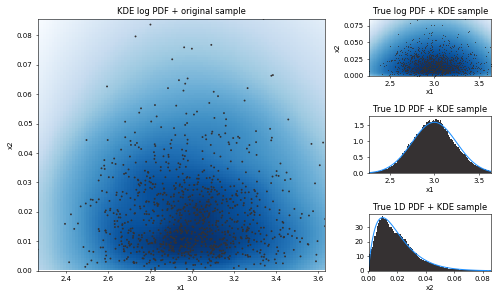 KDE log PDF + original sample
0.08
0.07
0.06
0.05
0.04
0.03
0.02
0.01
0.00
x2
2.4 2.6 2.8 3.0 3.2 3.4 3.6
x1
True log PDF + KDE sample
0.075
0.050
0.025
0.000
x2
2.5 3.0 3.5
x1
True 1D PDF + KDE sample
1.5
1.0
0.5
0.0
2.5 3.0 3.5
x1
True 1D PDF + KDE sample
30
20
10
0
0.00 0.02 0.04 0.06 0.08
x2